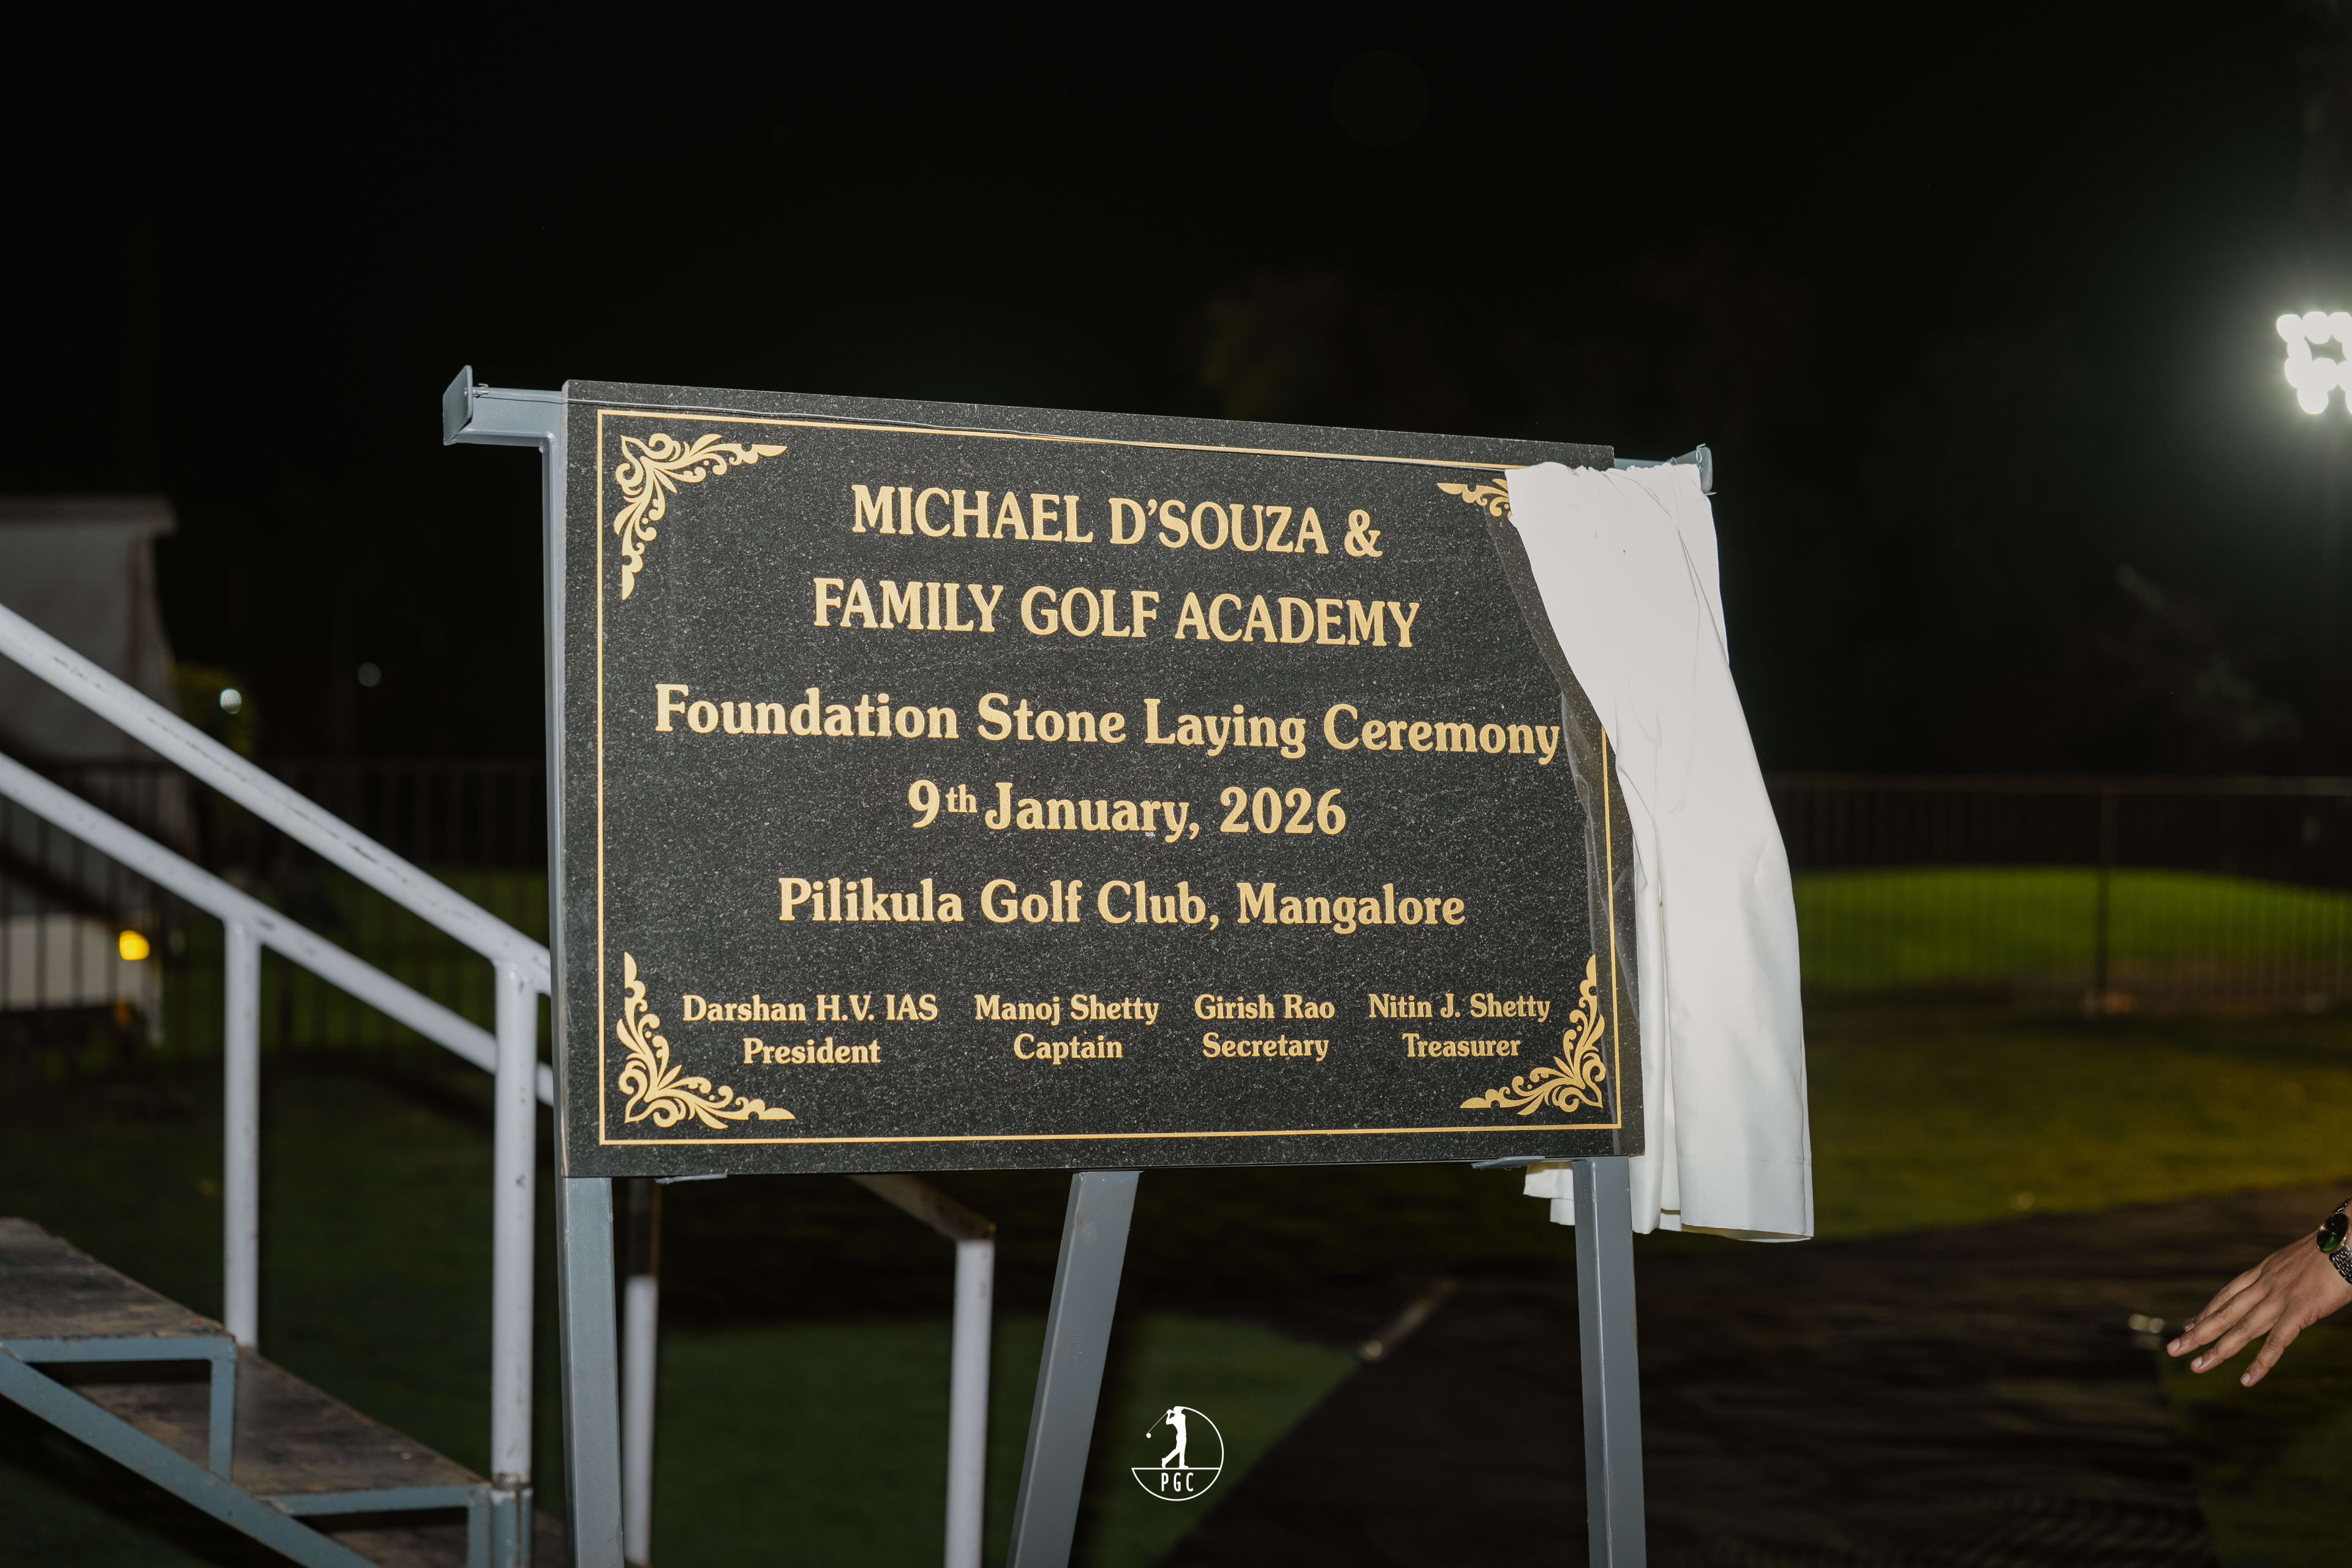 MICHAEL D'SOUZA &
FAMILY GOLF ACADEMY
Foundation Stone Laying Ceremony
9th January, 2026
Pilikula Golf Club, Mangalore
Darshan H.V. IAS Manoj Shetty Girish Rao Nitin J. Shetty
President Captain Secretary Treasurer
PGC